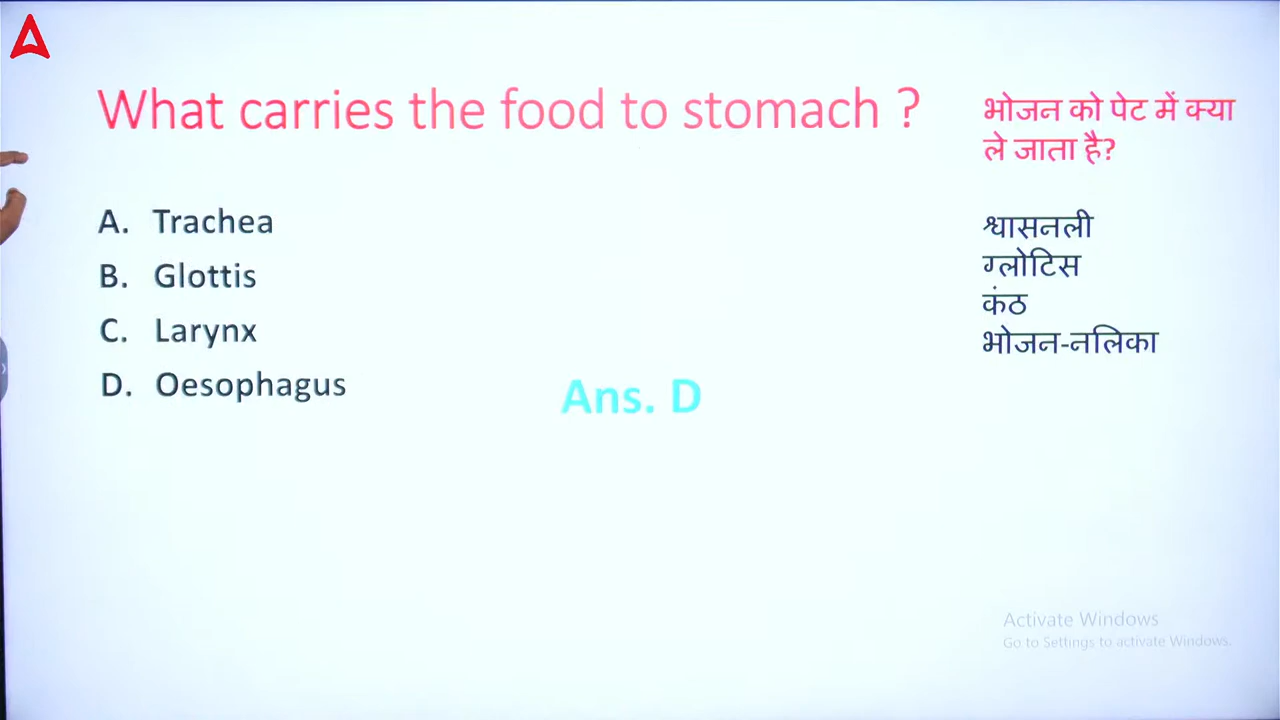 What carries the food to stomach ?
A. Trachea
B. Glottis
C. Larynx
D. Oesophagus
Ans. D
भोजन को पेट में क्या
ले जाता है?
श्वासनली
ग्लोटिस
कंठ
भोजन-नलिका
Activate Windows
Go to Settings to activate Windows.